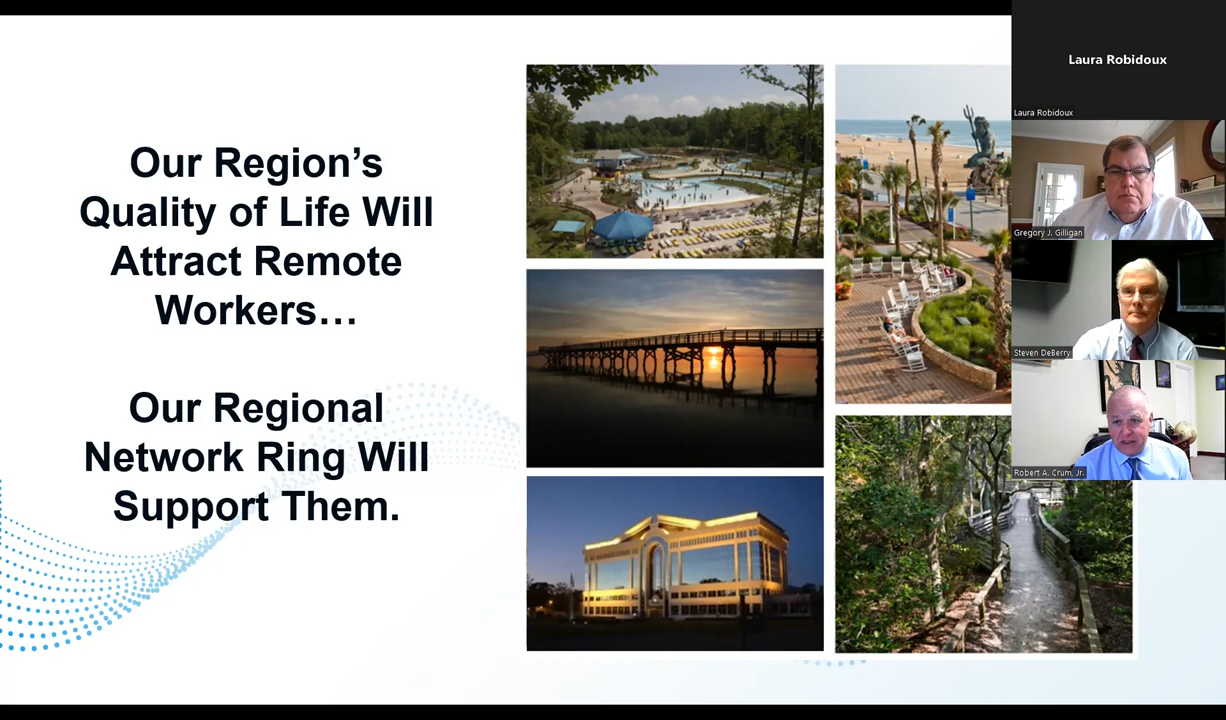 Our Region’s
Quality of Life Will
Attract Remote
Workers…
Our Regional
Network Ring Will
Support Them.
Laura Robidoux
Laura Robidoux
Gregory J. Gilligan
Steven DeBerry
Robert A. Crum, Jr.